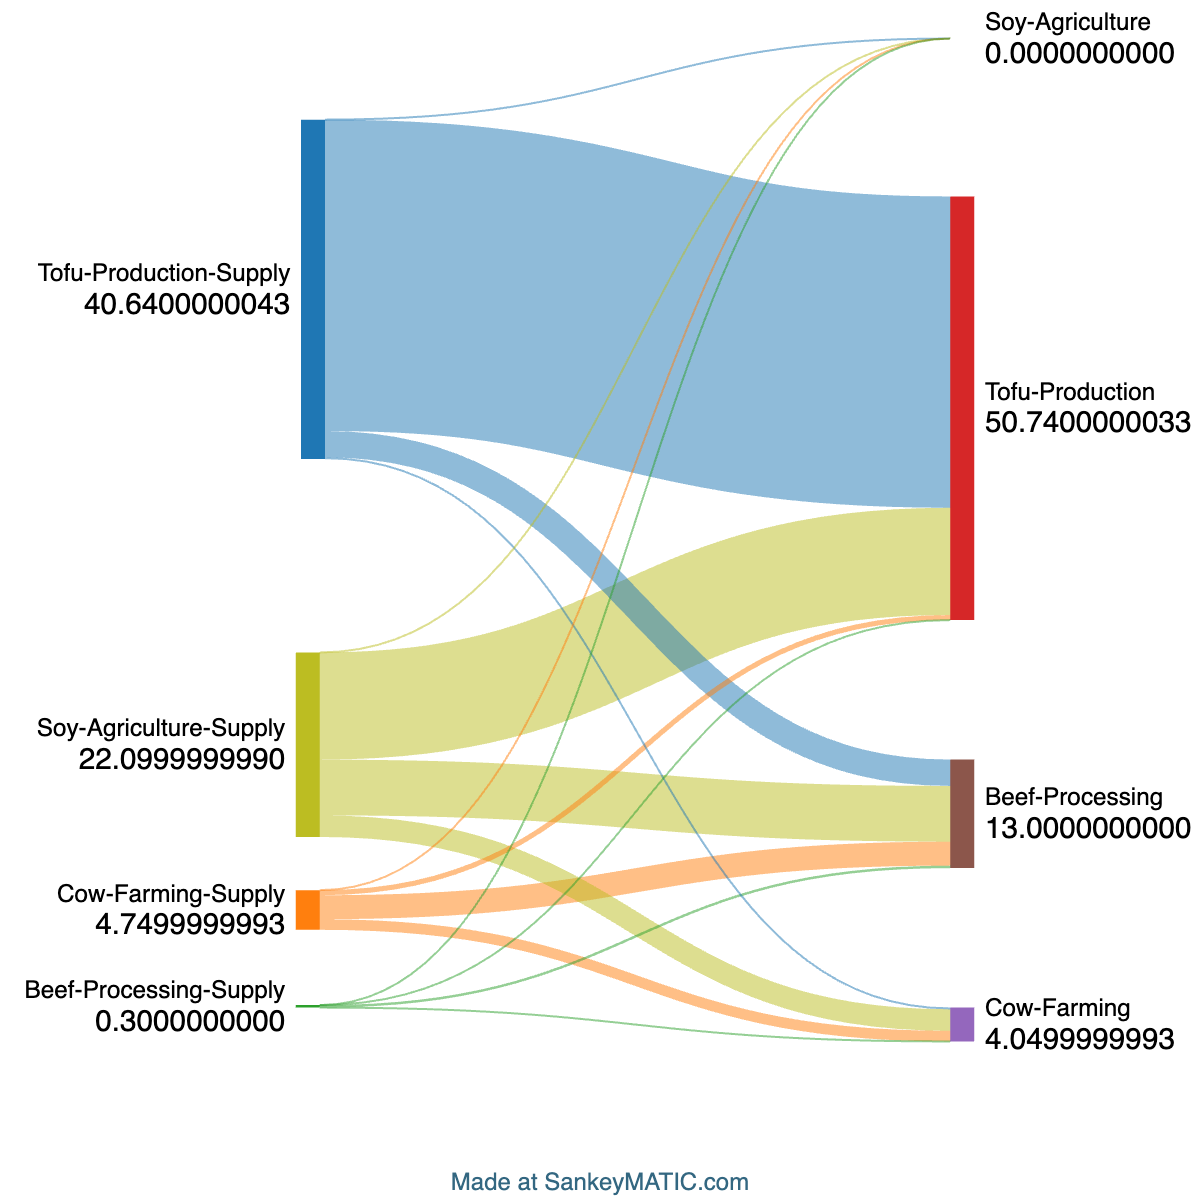 Soy-Agriculture
0.0000000000
Tofu-Production-Supply
40.6400000043
Tofu-Production
50.7400000033
Soy-Agriculture-Supply
22.0999999990
Beef-Processing
13.0000000000
Cow-Farming-Supply
4.7499999993
Beef-Processing-Supply
0.3000000000
Cow-Farming
4.0499999993
Made at SankeyMATIC.com